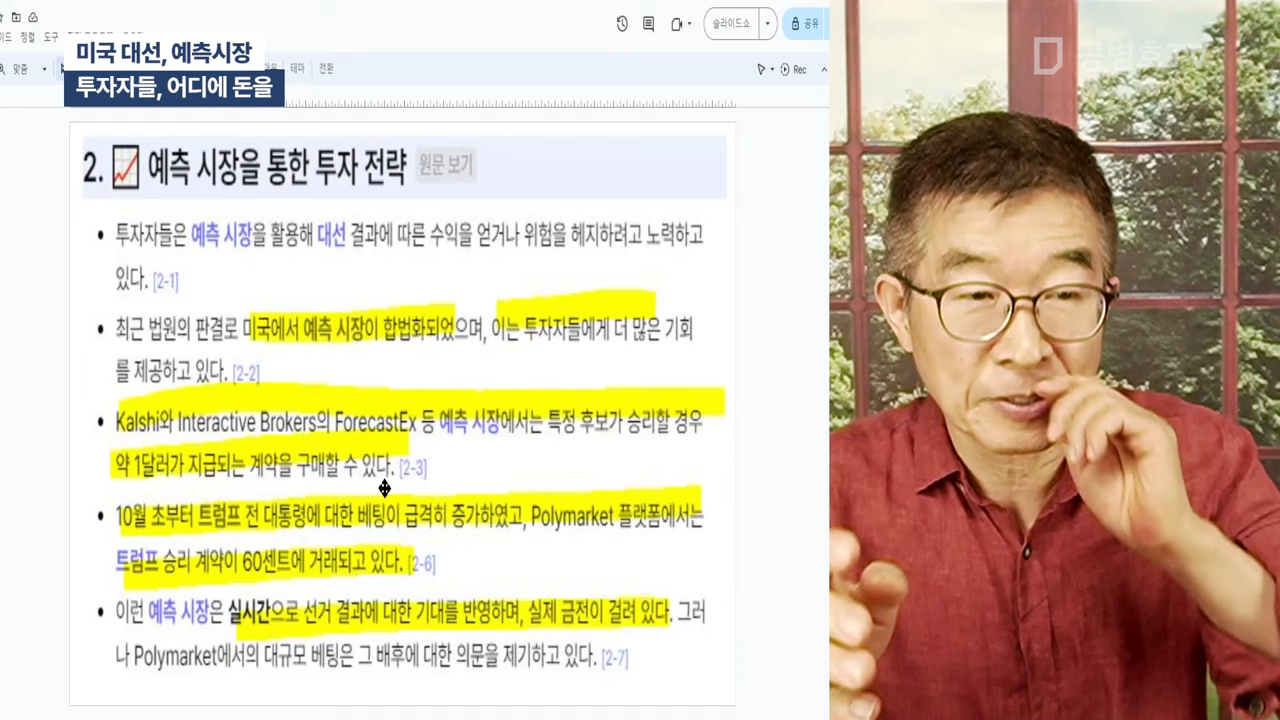 미국 대선, 예측시장
투자자들, 어디에 돈을
정렬 도구
슬라이드쇼
공유
맞춤
테마
전환
Rec
공병호TV
2. 📈 예측 시장을 통한 투자 전략 원문 보기
• 투자자들은 예측 시장을 활용해 대선 결과에 따른 수익을 얻거나 위험을 헤지하려고 노력하고
있다. [2-1]
• 최근 법원의 판결로 미국에서 예측 시장이 합법화되었으며, 이는 투자자들에게 더 많은 기회
를 제공하고 있다. [2-2]
• Kalshi와 Interactive Brokers의 ForecastEx 등 예측 시장에서는 특정 후보가 승리할 경우
약 1달러가 지급되는 계약을 구매할 수 있다. [2-3]
• 10월 초부터 트럼프 전 대통령에 대한 베팅이 급격히 증가하였고, Polymarket 플랫폼에서는
트럼프 승리 계약이 60센트에 거래되고 있다. [2-6]
• 이런 예측 시장은 실시간으로 선거 결과에 대한 기대를 반영하며, 실제 금전이 걸려 있다. 그러
나 Polymarket에서의 대규모 베팅은 그 배후에 대한 의문을 제기하고 있다. [2-7]